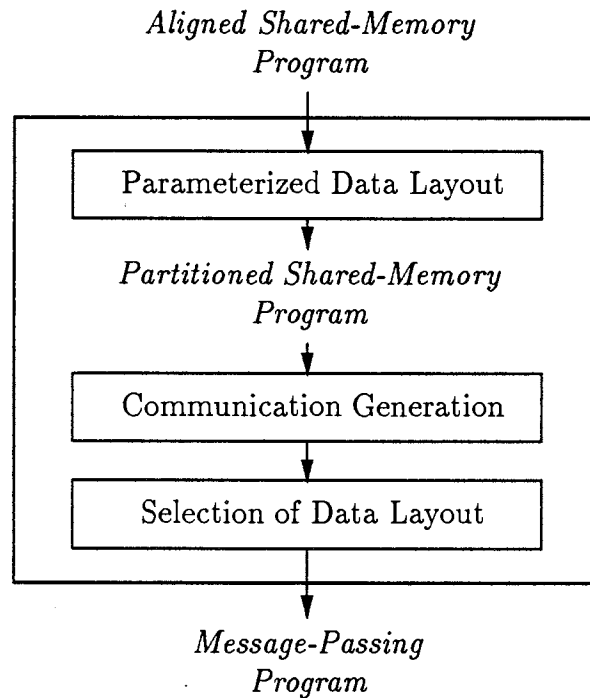 Aligned Shared-Memory
Program
Parameterized Data Layout
Partitioned Shared-Memory
Program
Communication Generation
Selection of Data Layout
Message-Passing
Program